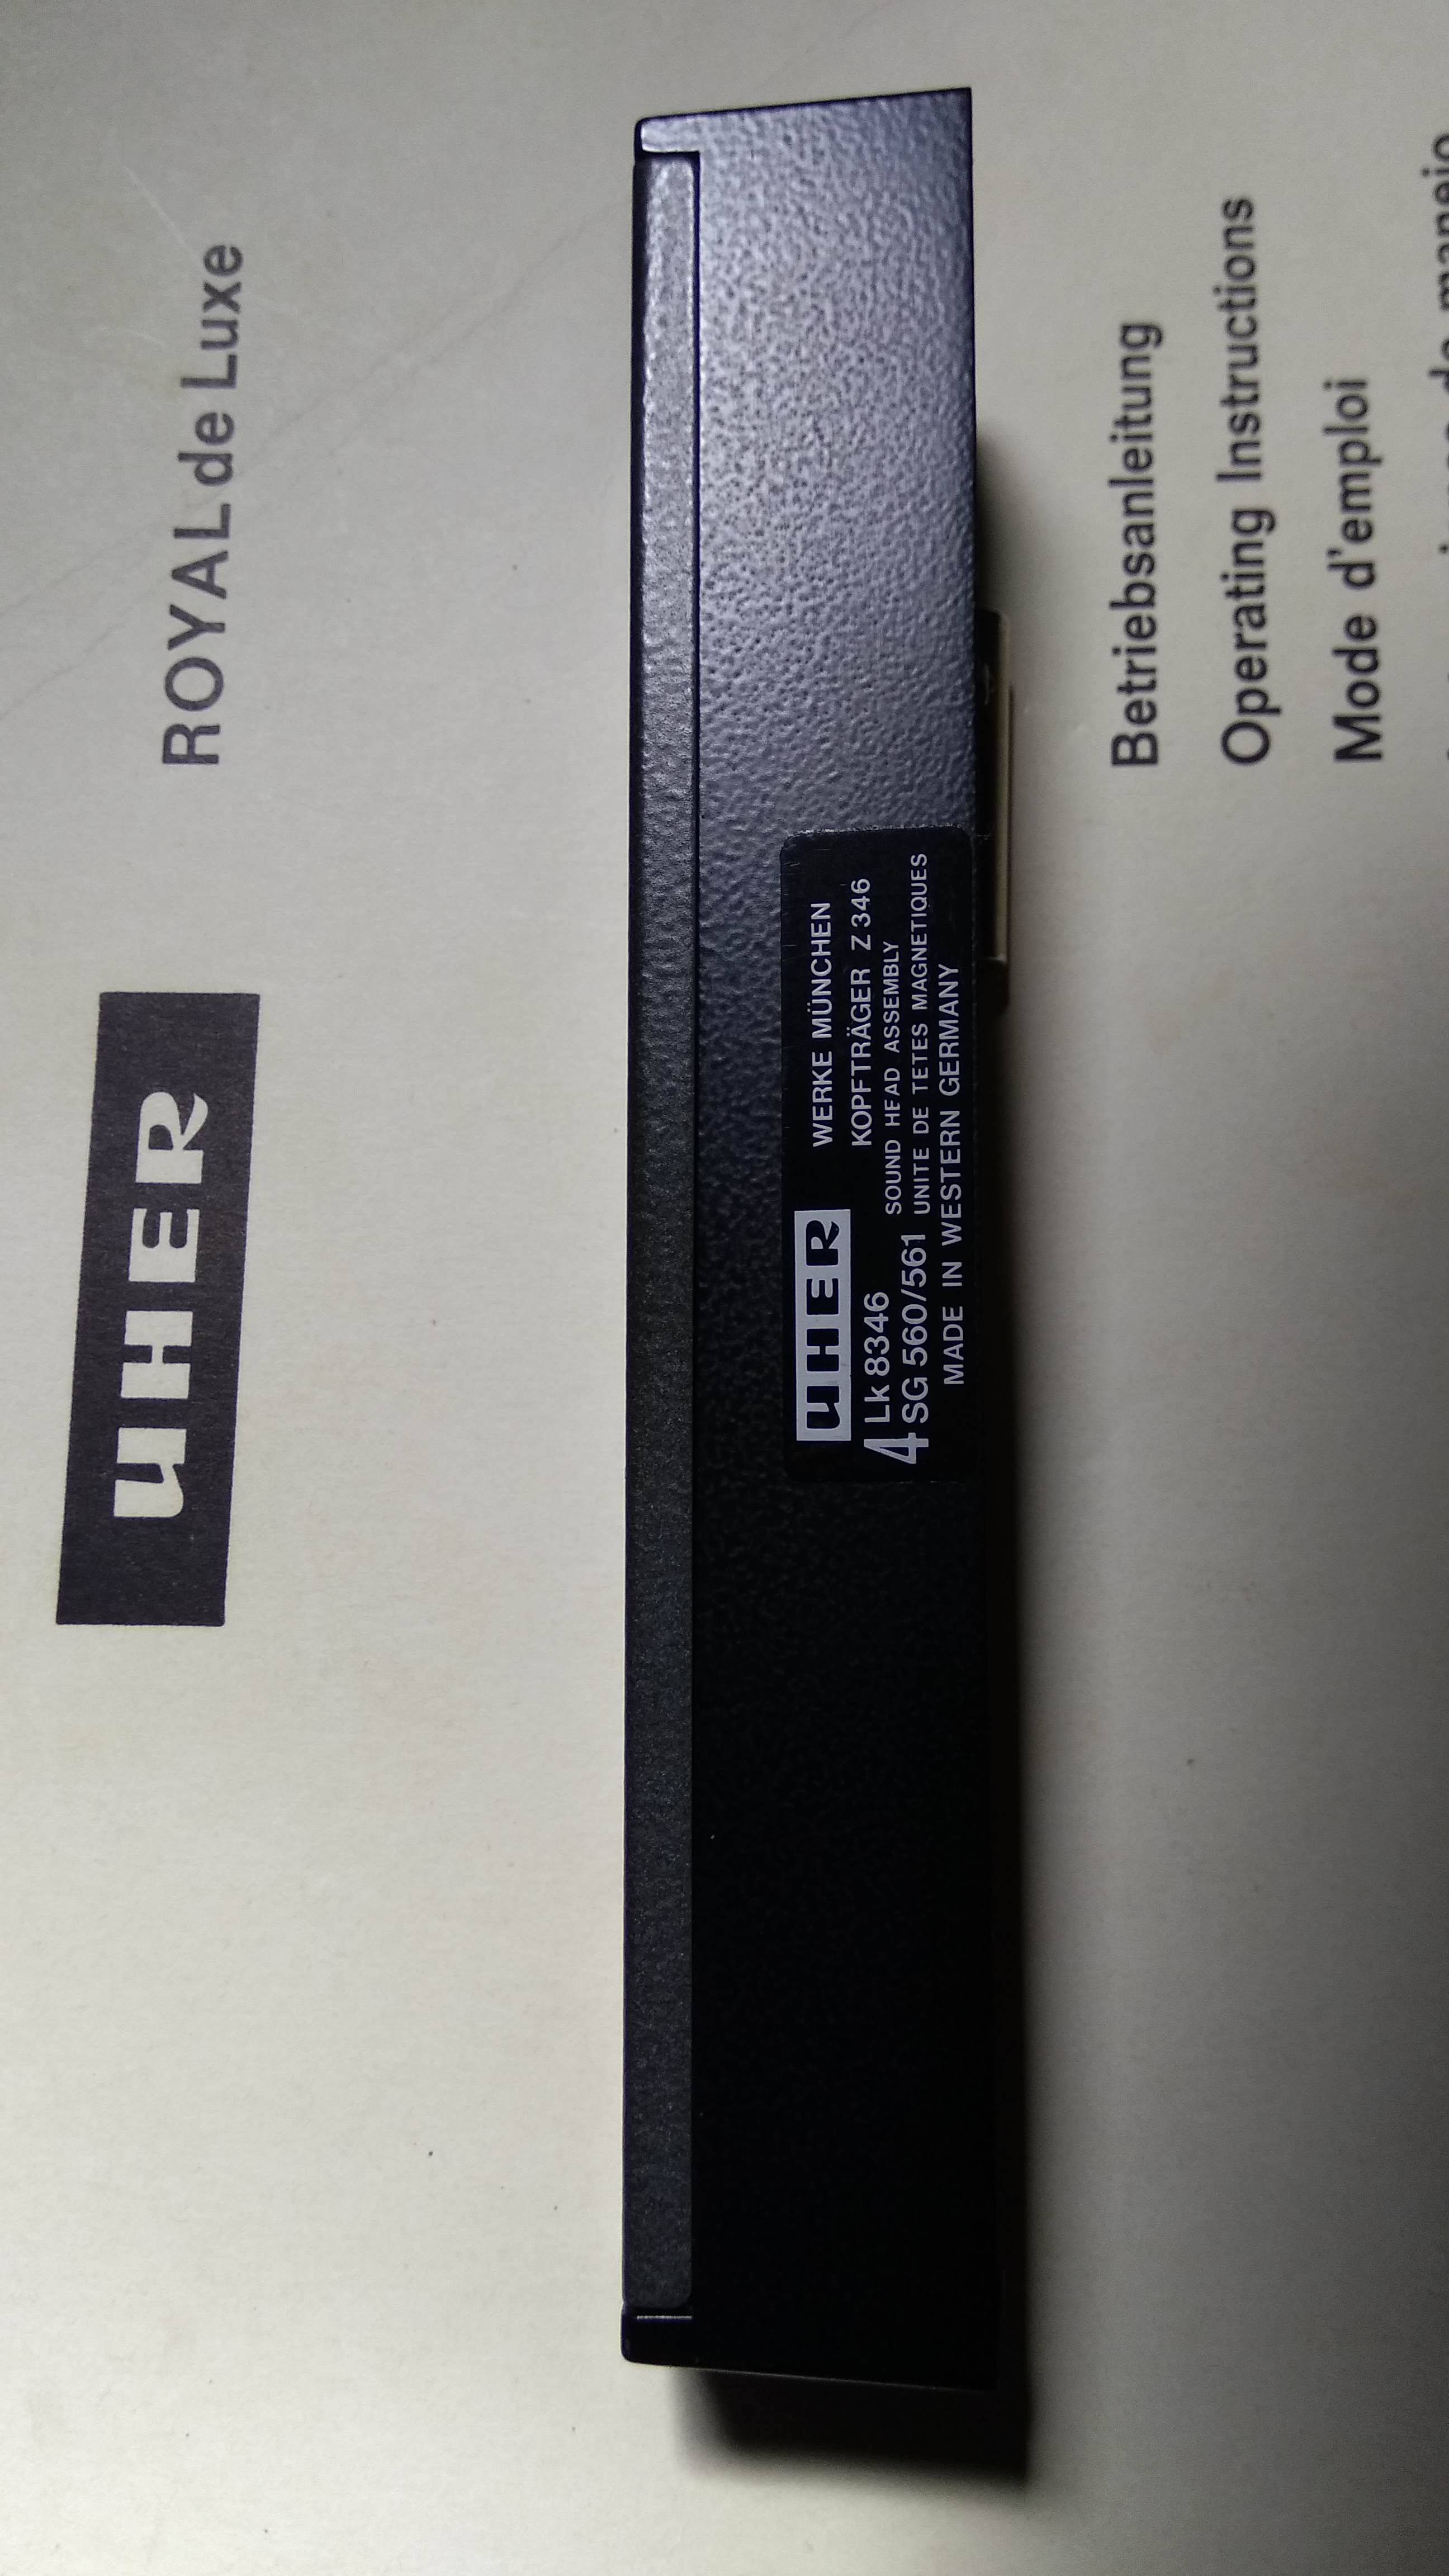 UHER
ROYAL de Luxe
UHER
WERKE MÜNCHEN
Lk 8346
KOPFTRÄGER Z 346
4
SOUND HEAD ASSEMBLY
SG 560/561
UNITE DE TETES MAGNETIQUES
MADE IN WESTERN GERMANY
Betriebsanleitung
Operating Instructions
Mode d'emploi